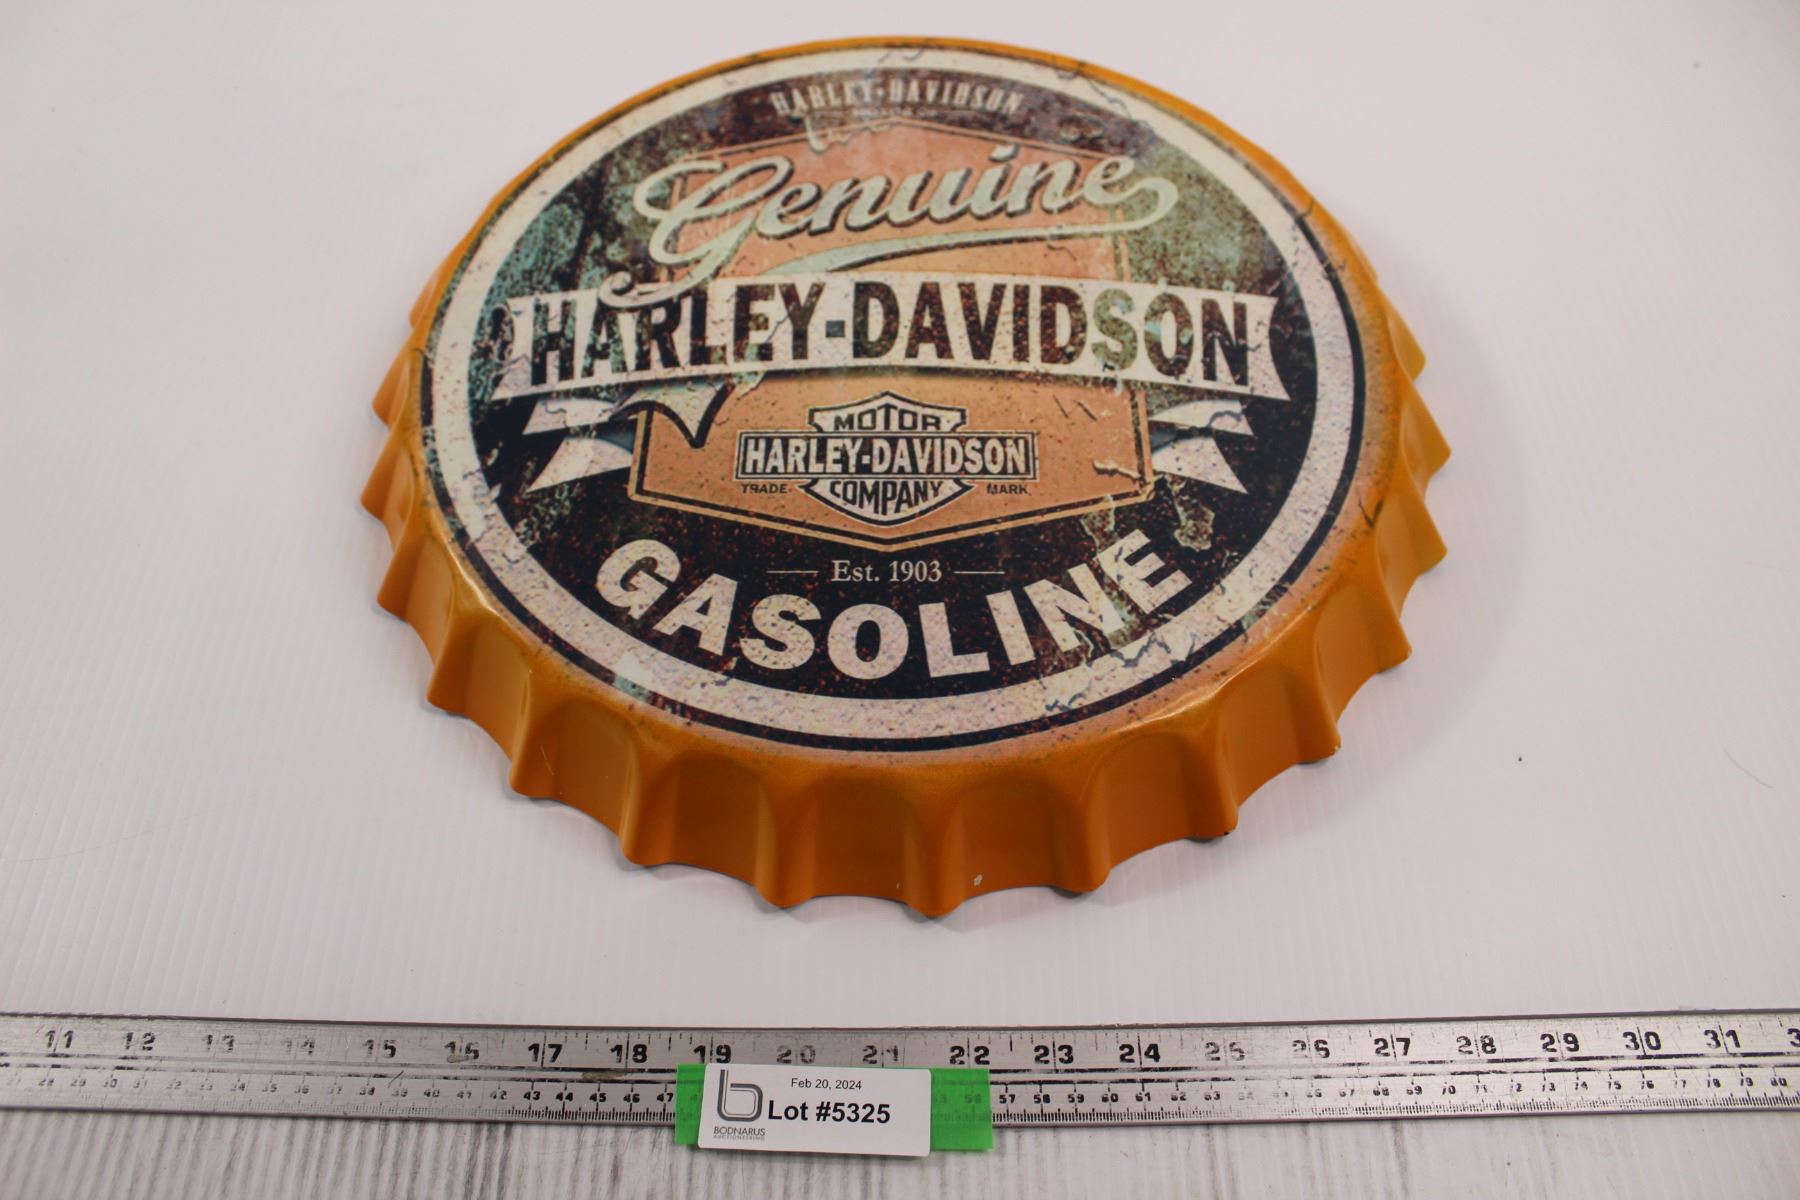 HARLEY-DAVIDSON
Genuine
HARLEY-DAVIDSON
MOTOR
HARLEY-DAVIDSON
TRADE COMPANY MARK
Est. 1903
GASOLINE
11 12 13 14 15 16 17 18 19 20 21 22 23 24 25 26 27 28 29 30 31
Feb 20, 2024
Lot #5325
BODNARUS
AUCTIONEERING